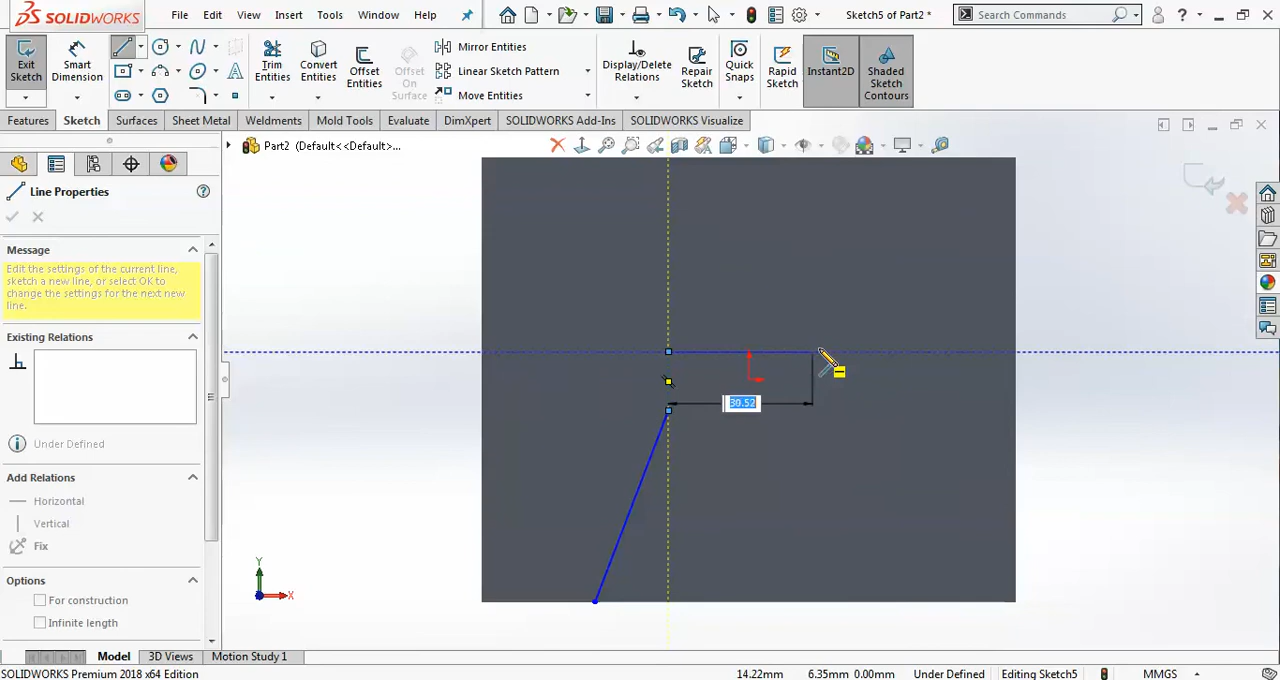 SOLIDWORKS File Edit View Insert Tools Window Help Sketch5 of Part2 * Search Commands ?
Exit Sketch Smart Dimension Trim Entities Convert Entities Offset Entities Offset On Surface Mirror Entities Linear Sketch Pattern Move Entities Display/Delete Relations Repair Sketch Quick Snaps Rapid Sketch Instant2D Shaded Sketch Contours
Features Sketch Surfaces Sheet Metal Weldments Mold Tools Evaluate DimXpert SOLIDWORKS Add-Ins SOLIDWORKS Visualize
Part2 (Default<<Default>...
Line Properties ?
Message
Edit the settings of the current line,
sketch a new line, or select OK to
change the settings for the next new
line.
Existing Relations
30.52
Under Defined
Add Relations
Horizontal
Vertical
Fix
Y
X
Options
For construction
Infinite length
Model 3D Views Motion Study 1
SOLIDWORKS Premium 2018 x64 Edition 14.22mm 6.35mm 0.00mm Under Defined Editing Sketch5 MMGS